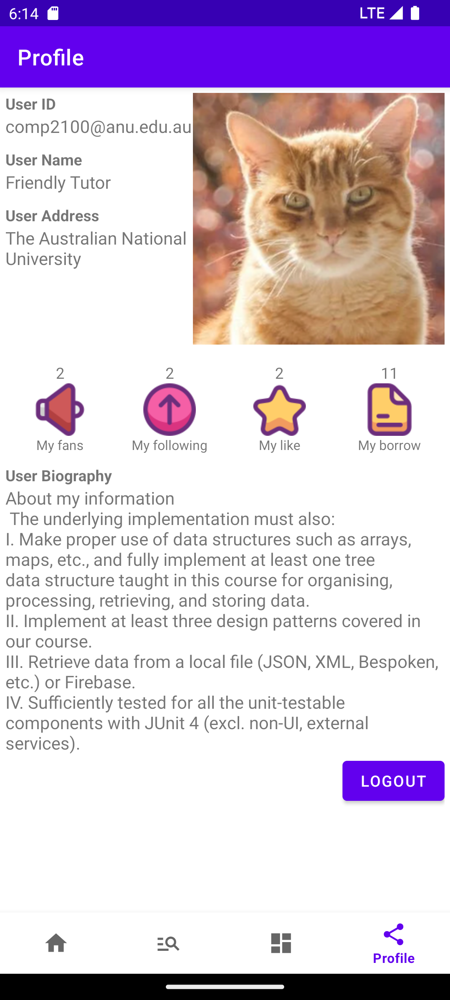 6:14
LTE
Profile
User ID
comp2100@anu.edu.au
User Name
Friendly Tutor
User Address
The Australian National
University
2
2
2
11
My fans
My following
My like
My borrow
User Biography
About my information
The underlying implementation must also:
I. Make proper use of data structures such as arrays,
maps, etc., and fully implement at least one tree
data structure taught in this course for organising,
processing, retrieving, and storing data.
II. Implement at least three design patterns covered in
our course.
III. Retrieve data from a local file (JSON, XML, Bespoken,
etc.) or Firebase.
IV. Sufficiently tested for all the unit-testable
components with JUnit 4 (excl. non-UI, external
services).
LOGOUT
Profile